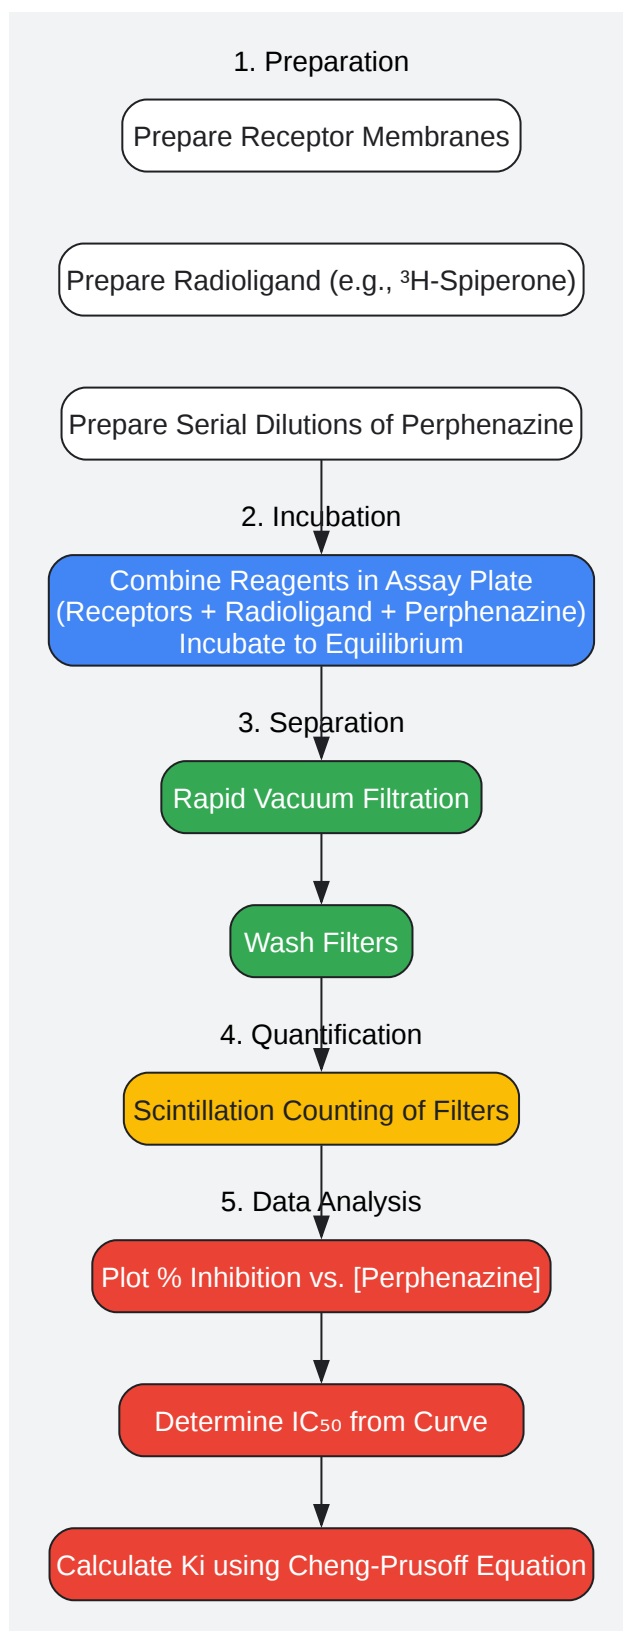 1. Preparation
Prepare Receptor Membranes
Prepare Radioligand (e.g., ³H-Spiperone)
Prepare Serial Dilutions of Perphenazine
2. Incubation
Combine Reagents in Assay Plate
(Receptors + Radioligand + Perphenazine)
Incubate to Equilibrium
3. Separation
Rapid Vacuum Filtration
Wash Filters
4. Quantification
Scintillation Counting of Filters
5. Data Analysis
Plot % Inhibition vs. [Perphenazine]
Determine IC₅₀ from Curve
Calculate Ki using Cheng-Prusoff Equation